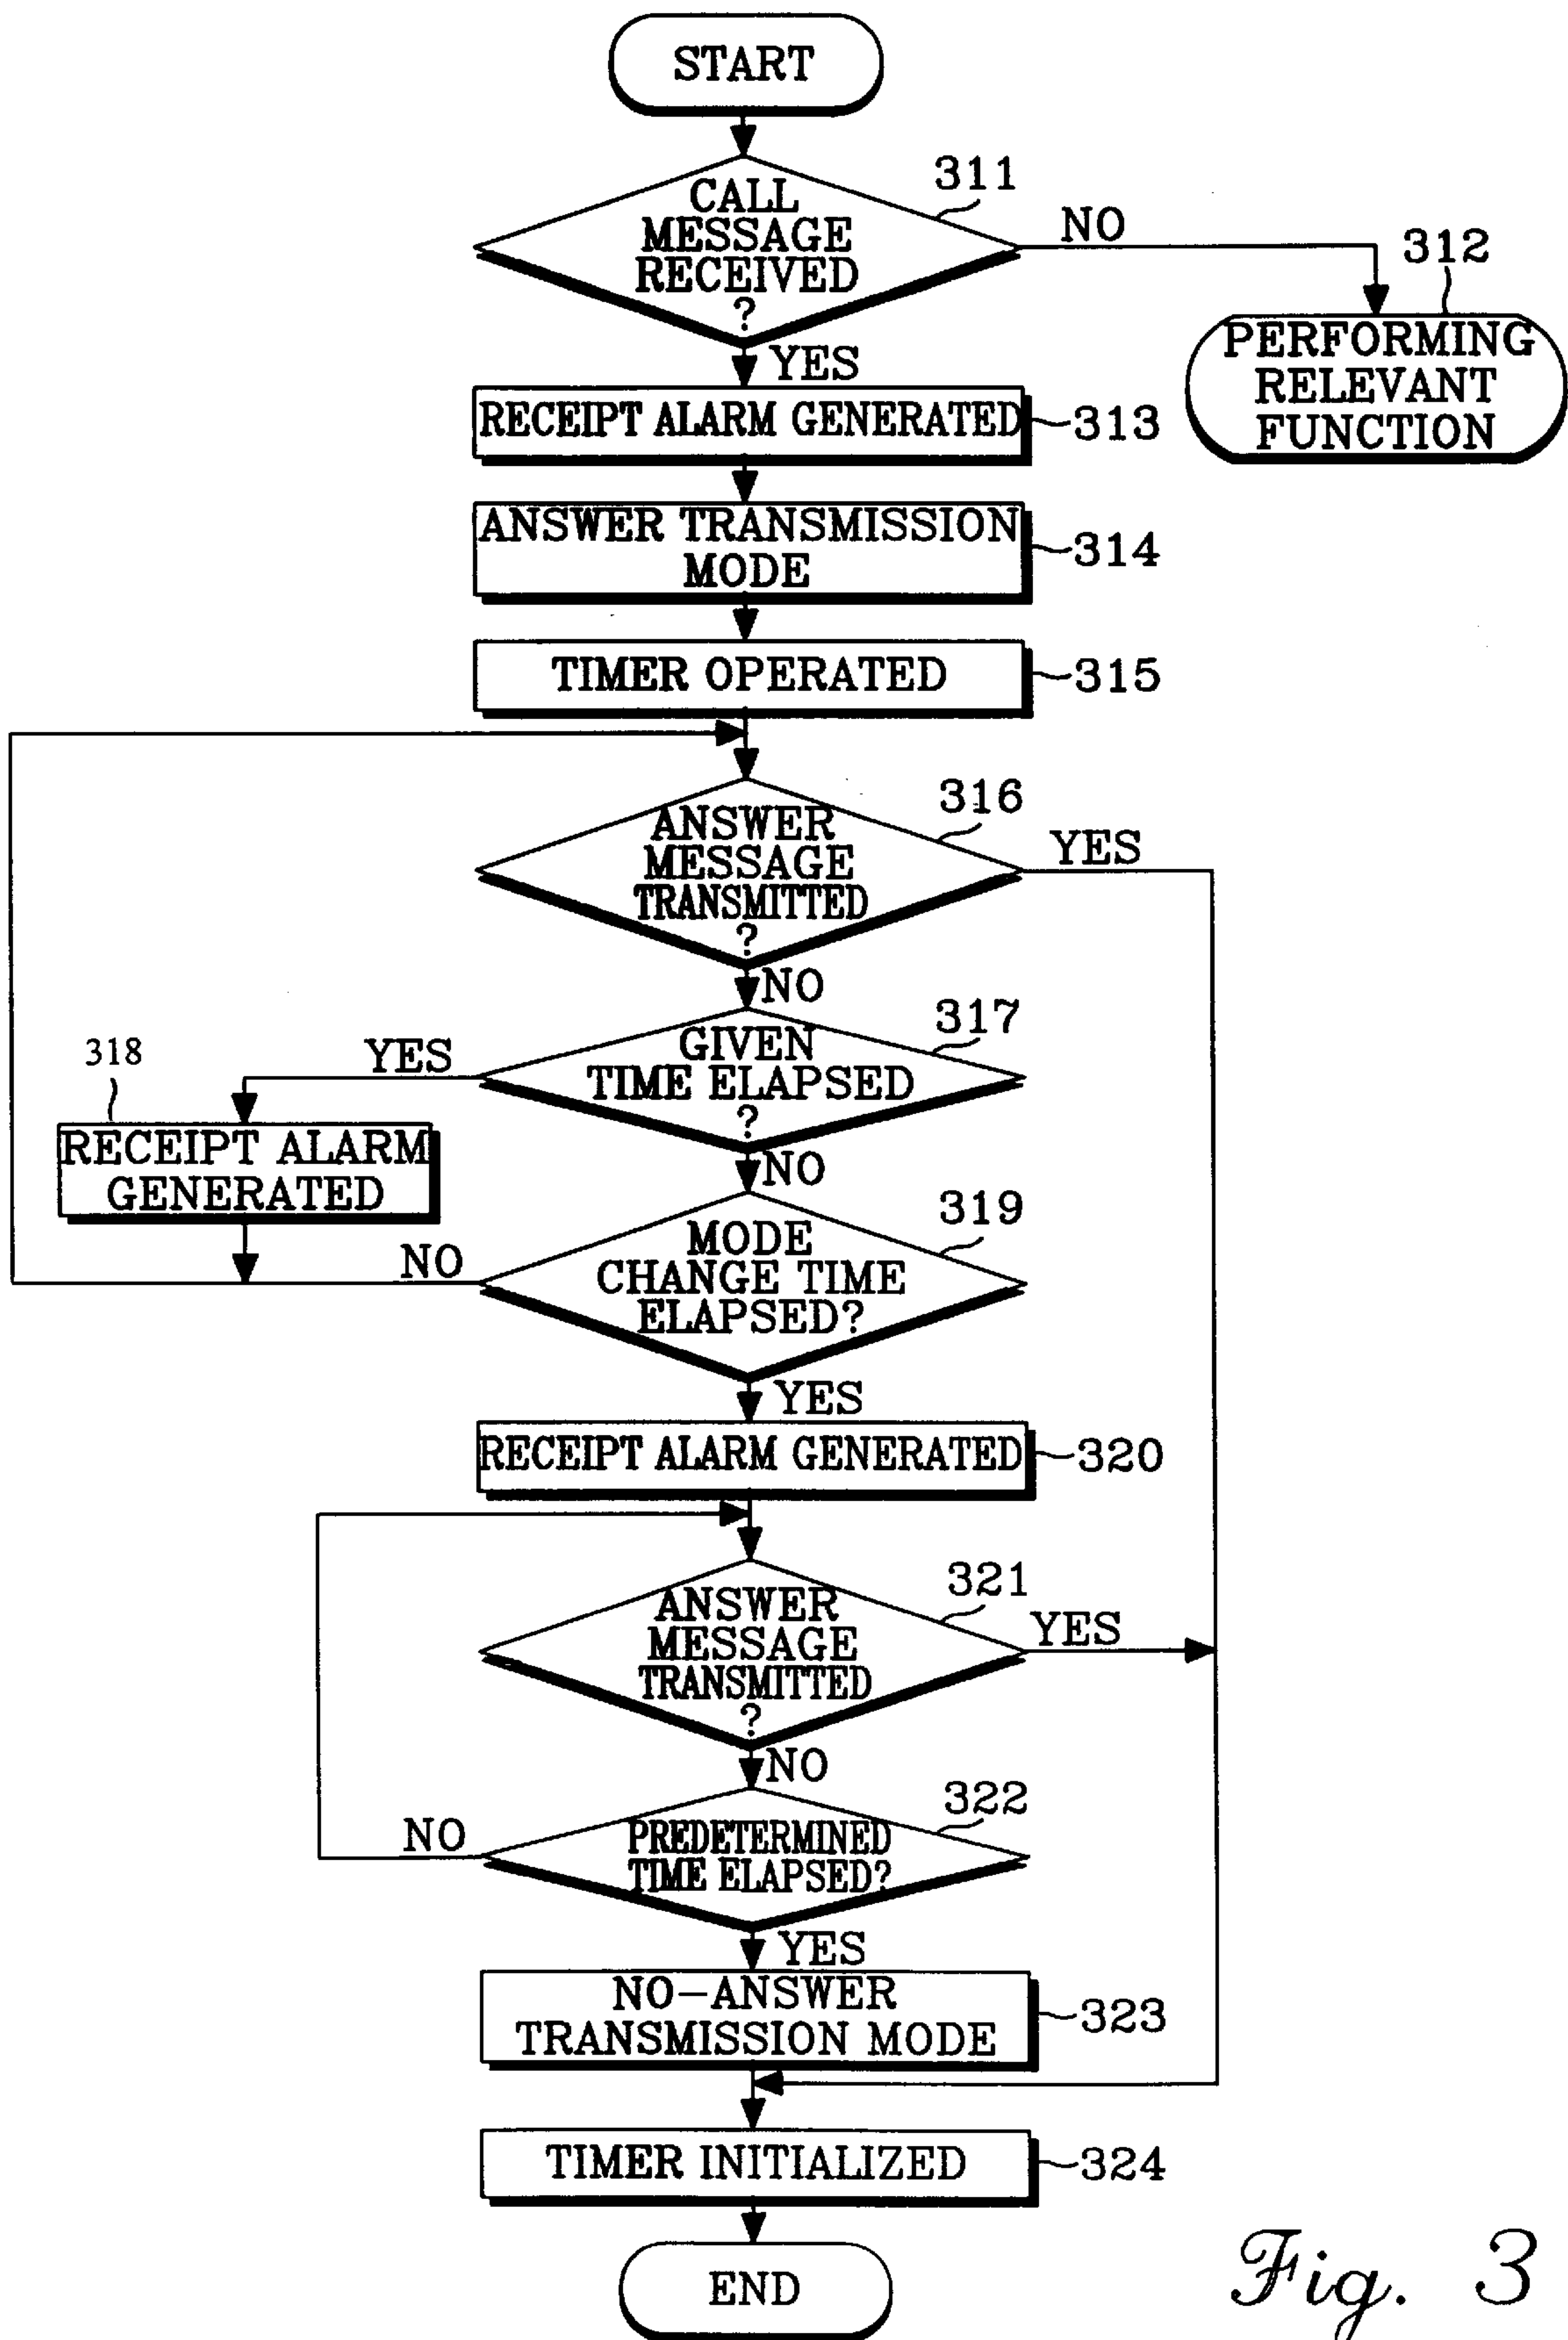 START
311
CALL
MESSAGE
RECEIVED
?
NO
312
PERFORMING
RELEVANT
FUNCTION
YES
RECEIPT ALARM GENERATED
313
ANSWER TRANSMISSION
MODE
314
TIMER OPERATED
315
316
ANSWER
MESSAGE
TRANSMITTED
?
YES
NO
317
GIVEN
TIME ELAPSED
?
YES
318
RECEIPT ALARM
GENERATED
NO
319
MODE
CHANGE TIME
ELAPSED?
NO
YES
RECEIPT ALARM GENERATED
320
321
ANSWER
MESSAGE
TRANSMITTED
?
YES
NO
322
PREDETERMINED
TIME ELAPSED?
NO
YES
NO-ANSWER
TRANSMISSION MODE
323
TIMER INITIALIZED
324
END
Fig. 3